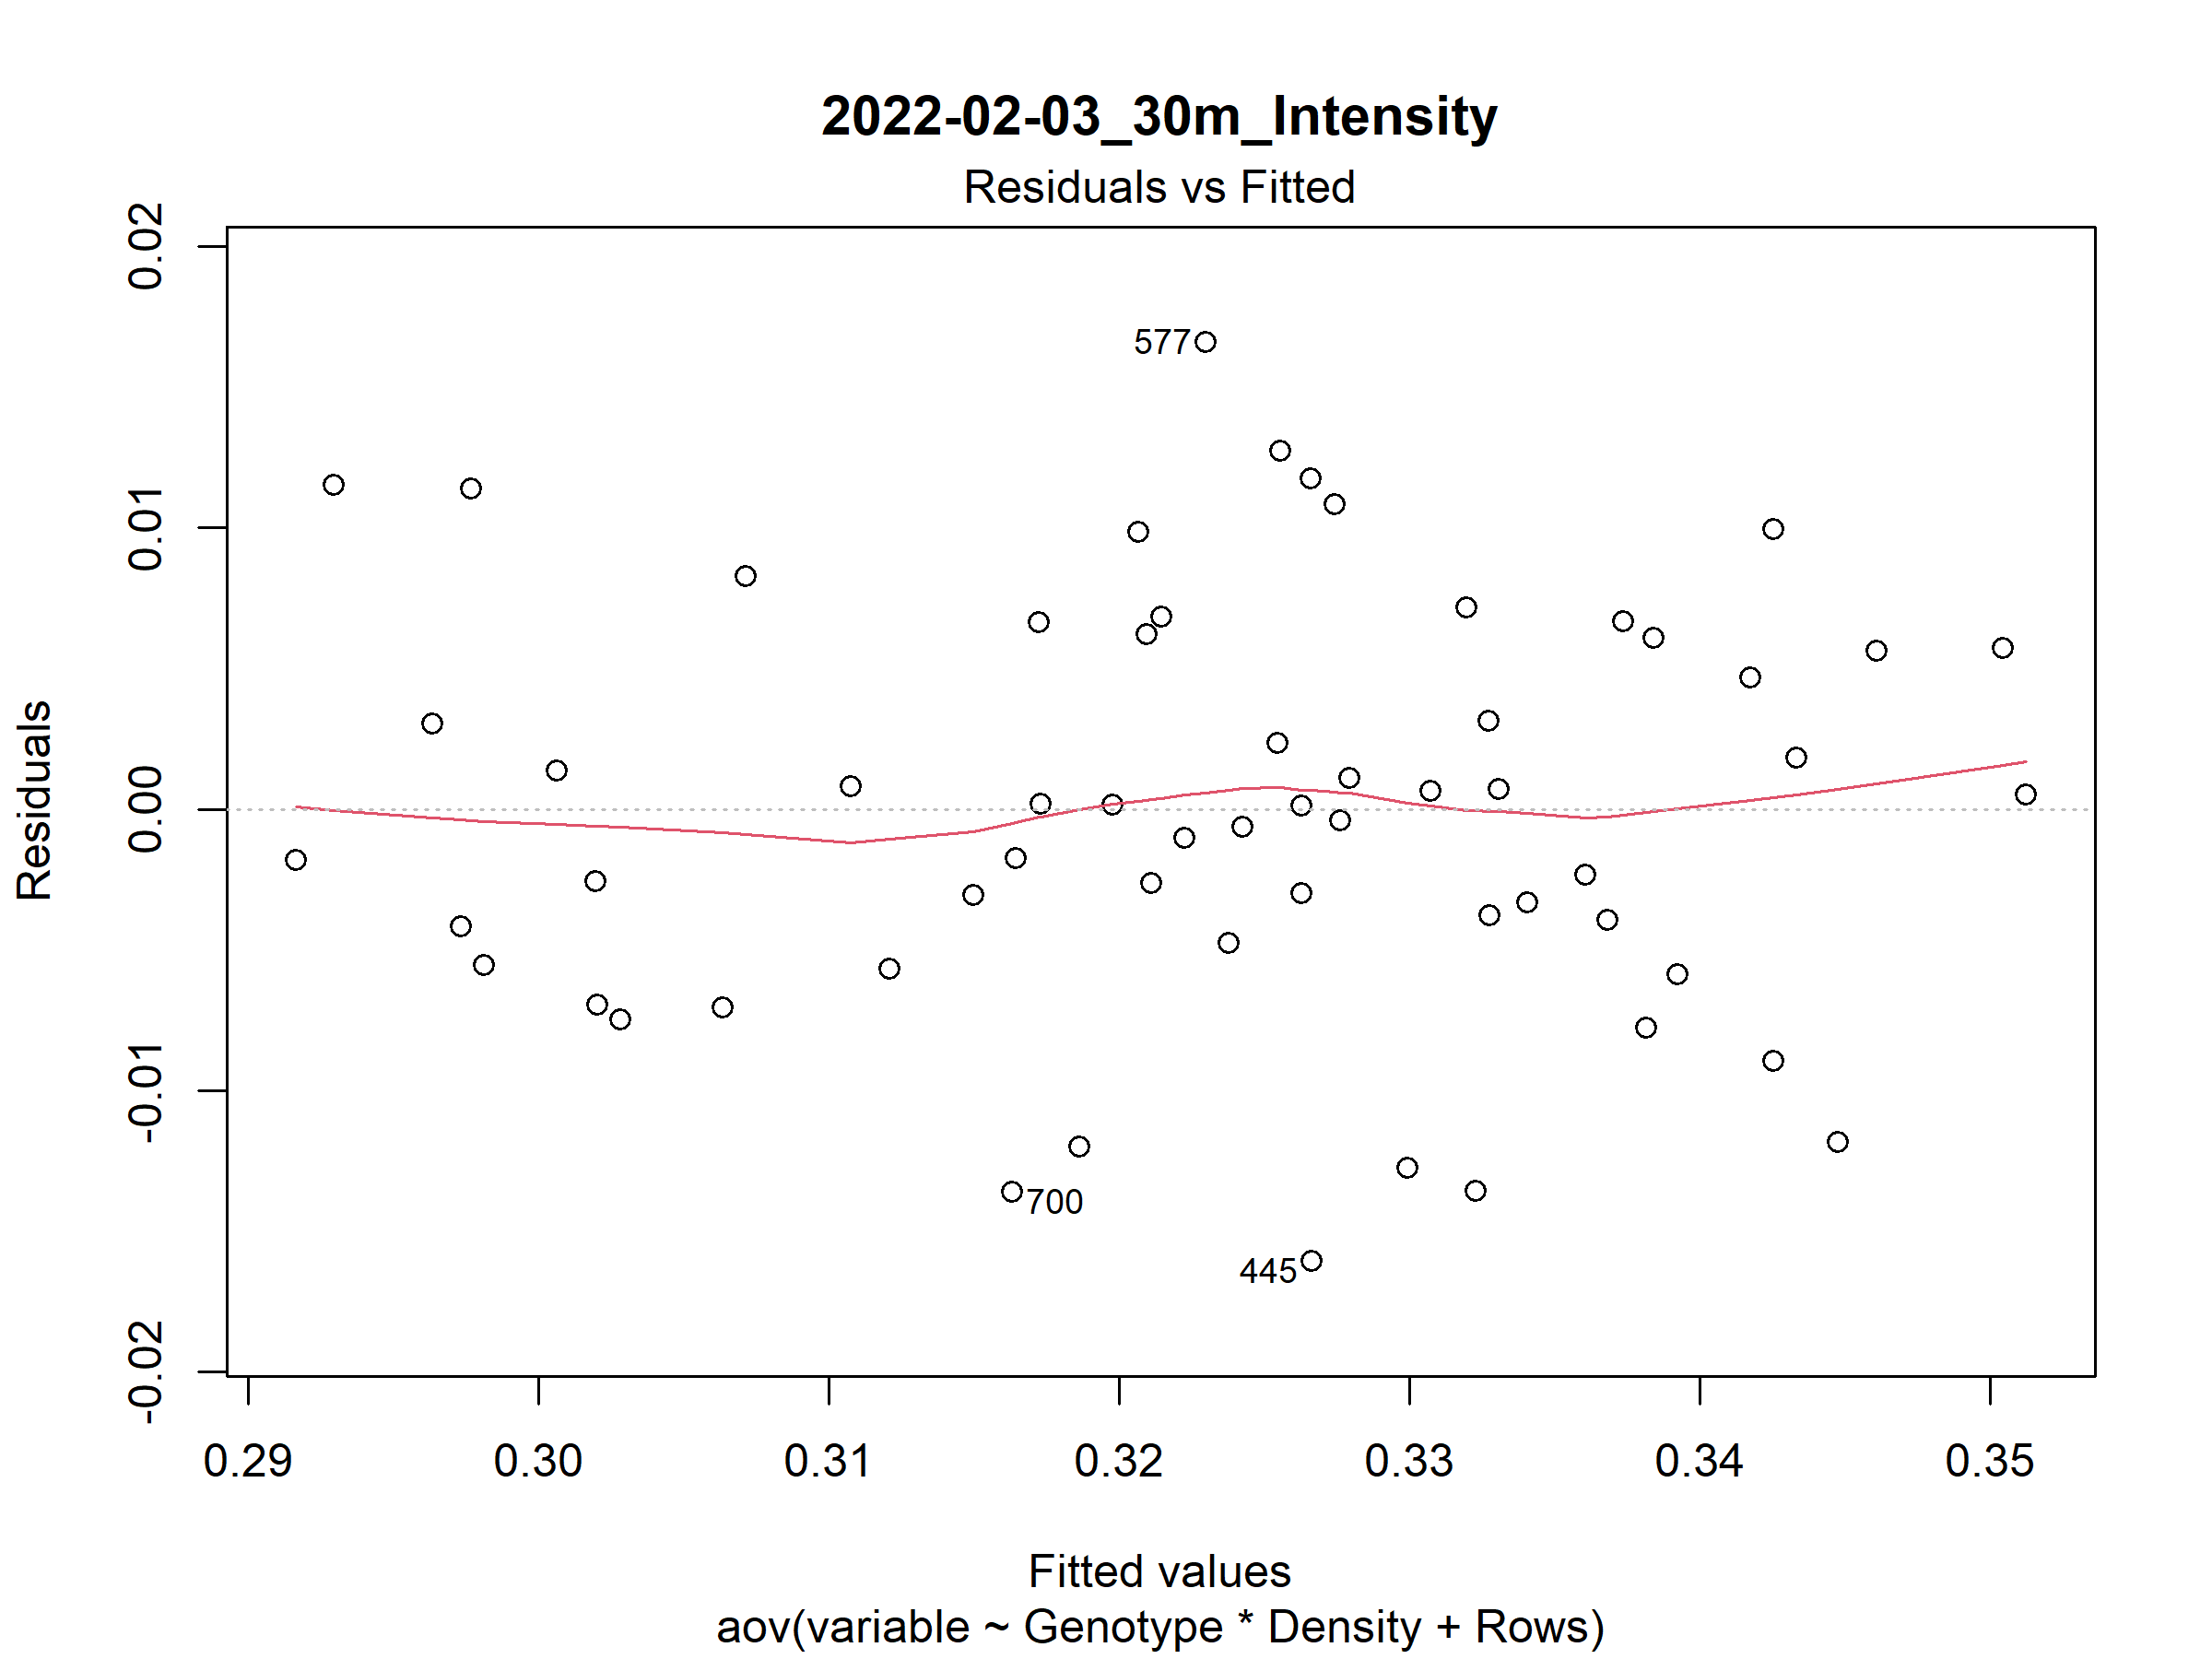 2022-02-03_30m_Intensity
Residuals vs Fitted
0.02
0.01
0.00
-0.01
-0.02
Residuals
577
700
445
0.29 0.30 0.31 0.32 0.33 0.34 0.35
Fitted values
aov(variable ~ Genotype * Density + Rows)